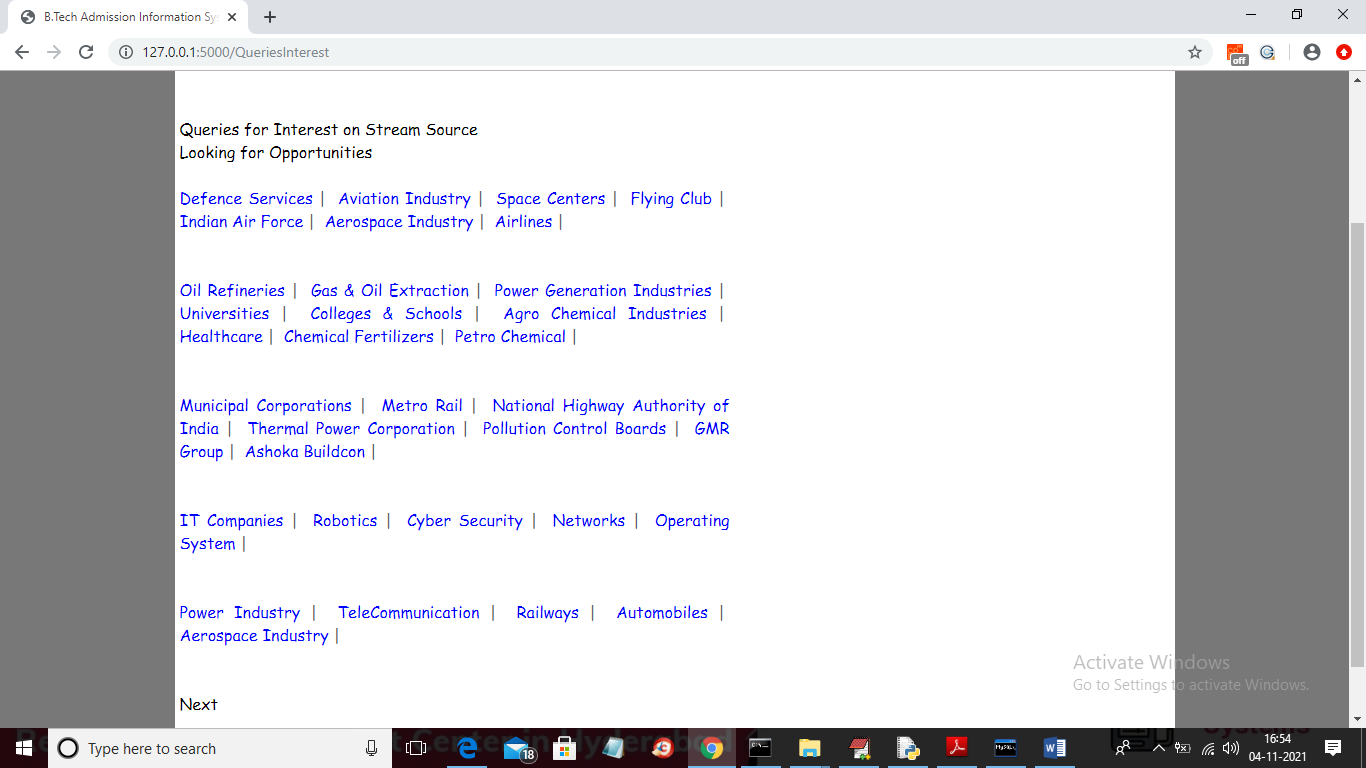 B.Tech Admission Information Sy
127.0.0.1:5000/QueriesInterest
off
Queries for Interest on Stream Source
Looking for Opportunities
Defence Services | Aviation Industry | Space Centers | Flying Club |
Indian Air Force | Aerospace Industry | Airlines |
Oil Refineries | Gas & Oil Extraction | Power Generation Industries |
Universities | Colleges & Schools | Agro Chemical Industries |
Healthcare | Chemical Fertilizers | Petro Chemical |
Municipal Corporations | Metro Rail | National Highway Authority of
India | Thermal Power Corporation | Pollution Control Boards | GMR
Group | Ashoka Buildcon |
IT Companies | Robotics | Cyber Security | Networks | Operating
System |
Power Industry | TeleCommunication | Railways | Automobiles |
Aerospace Industry |
Next
Activate Windows
Go to Settings to activate Windows.
Type here to search
18
MySQL
16:54
04-11-2021